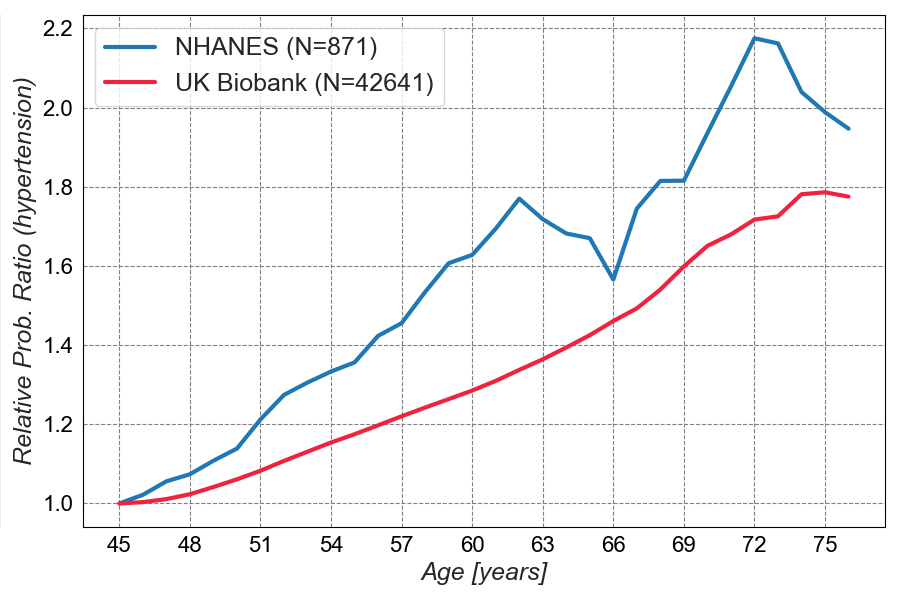 NHANES (N=871)
UK Biobank (N=42641)
Relative Prob. Ratio (hypertension)
2.2
2.0
1.8
1.6
1.4
1.2
1.0
45 48 51 54 57 60 63 66 69 72 75
Age [years]